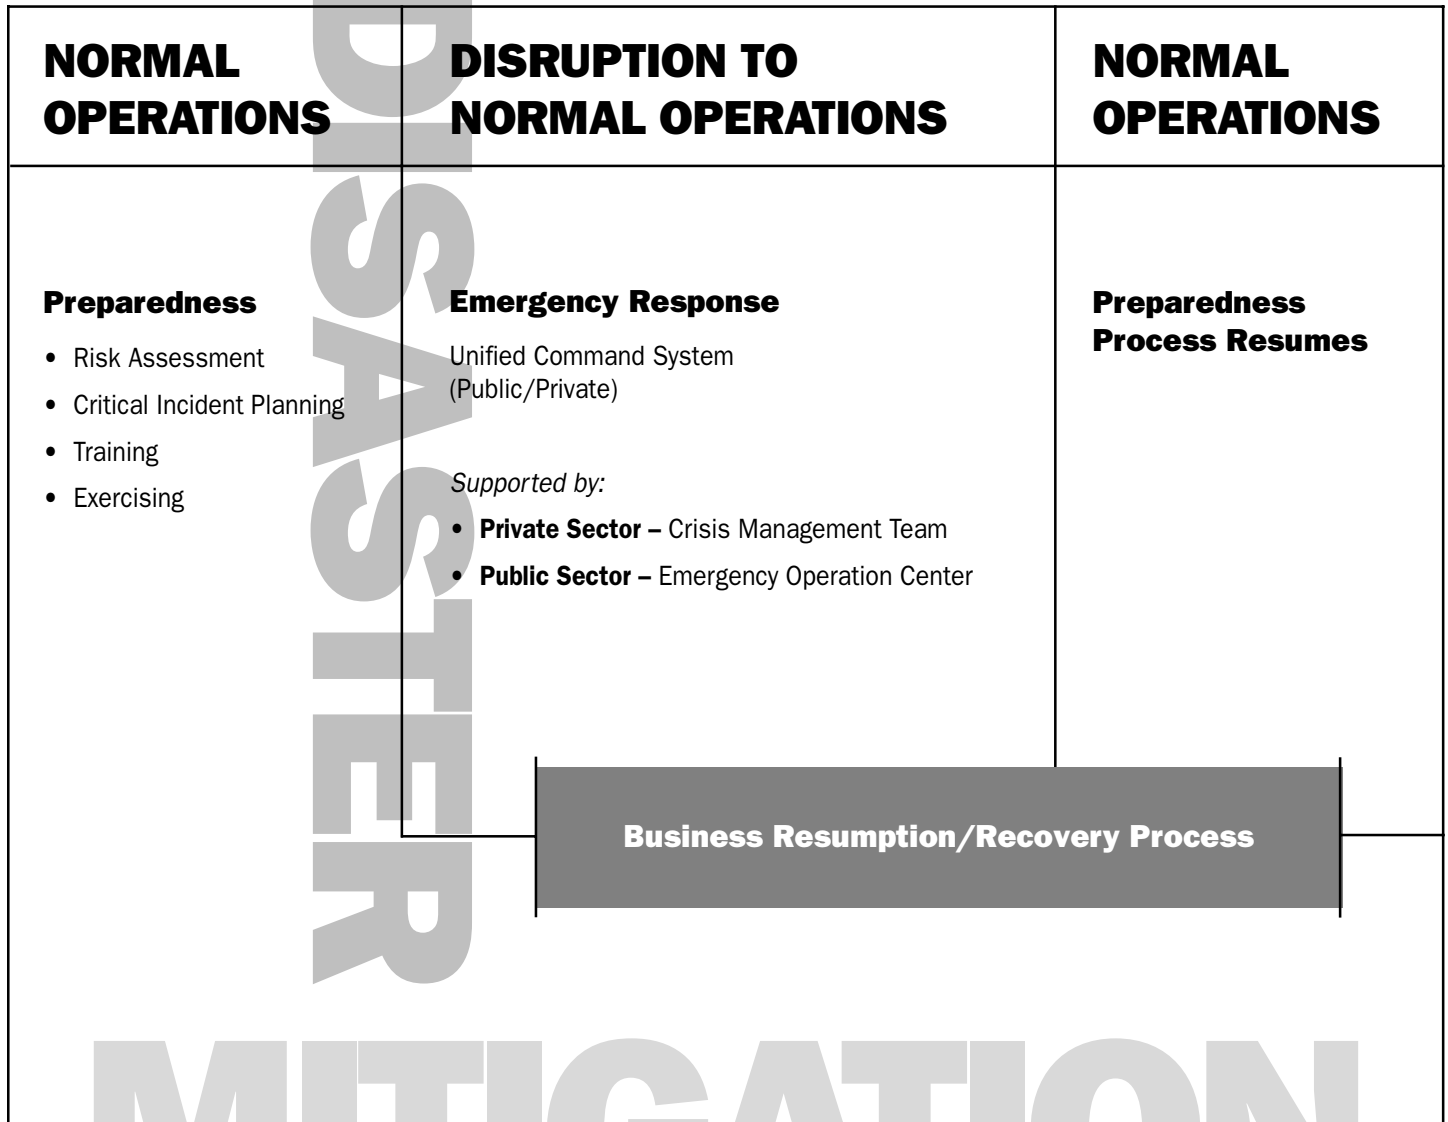 NORMAL
OPERATIONS
DISRUPTION TO
NORMAL OPERATIONS
NORMAL
OPERATIONS
DISASTER
Preparedness
• Risk Assessment
• Critical Incident Planning
• Training
• Exercising
Emergency Response
Unified Command System
(Public/Private)
Supported by:
• Private Sector – Crisis Management Team
• Public Sector – Emergency Operation Center
Preparedness
Process Resumes
Business Resumption/Recovery Process
MITIGATION